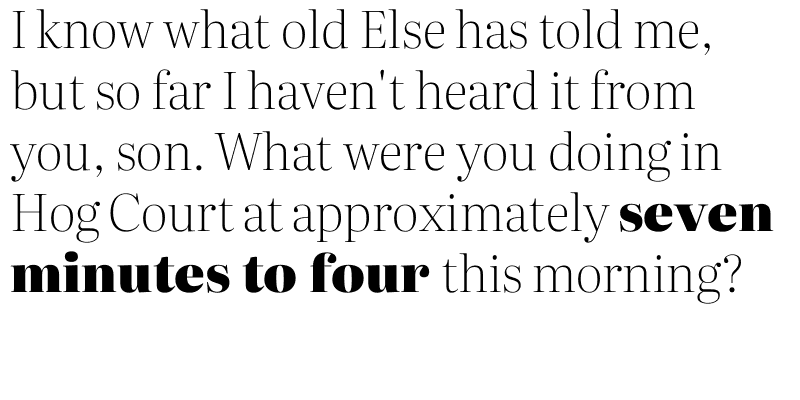 I know what old Else has told me,
but so far I haven't heard it from
you, son. What were you doing in
Hog Court at approximately seven
minutes to four this morning?